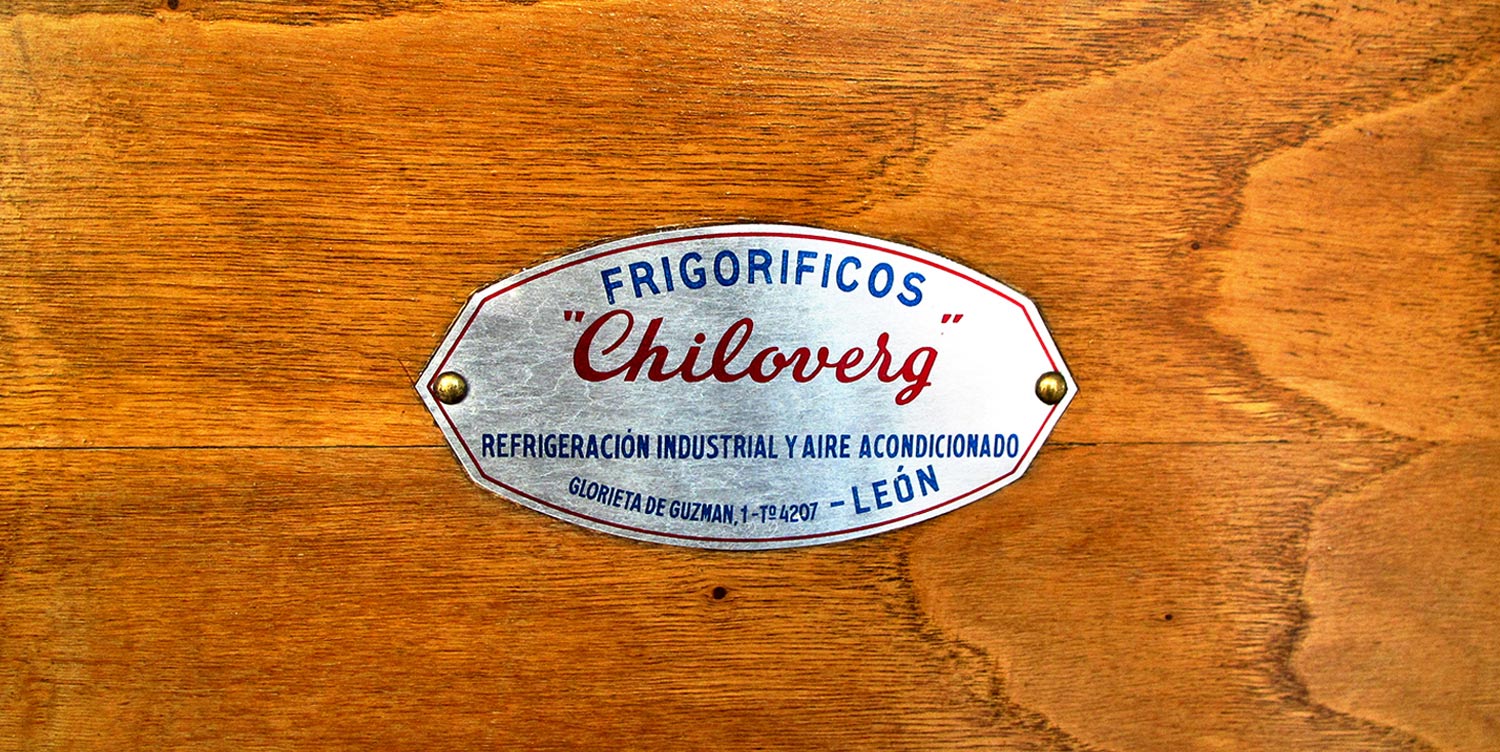 FRIGORIFICOS
"Chiloverg"
REFRIGERACIÓN INDUSTRIAL Y AIRE ACONDICIONADO
GLORIETA DE GUZMAN, 1 - Tº 4207 - LEÓN